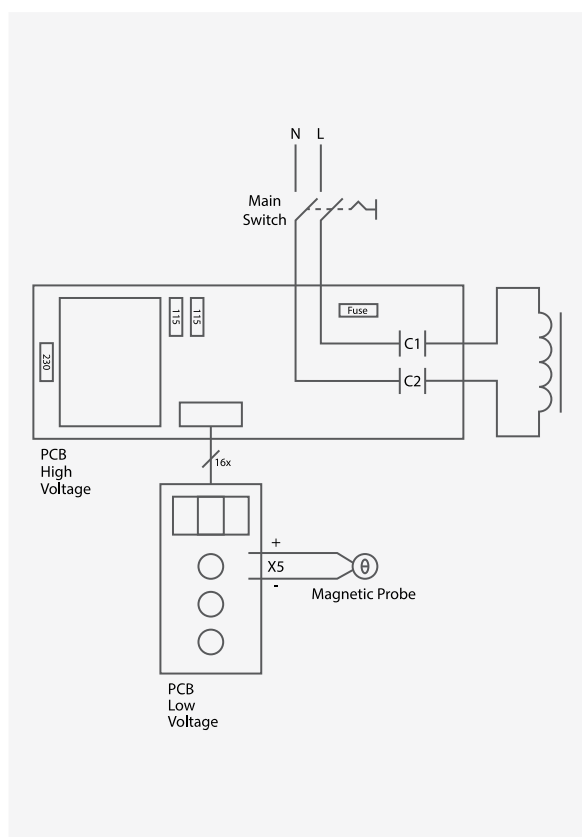 N L
Main
Switch
115
115
Fuse
230
C1
C2
PCB
High
Voltage
16x
+
X5
-
θ
Magnetic Probe
PCB
Low
Voltage